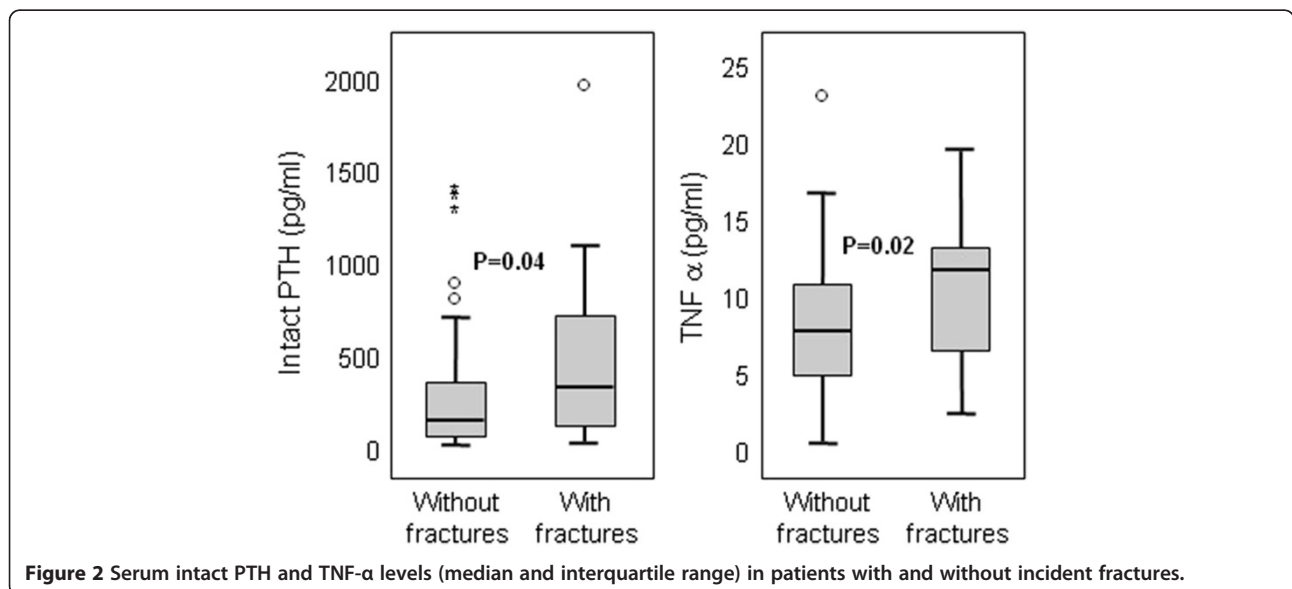 2000
1500
1000
500
0
Intact PTH (pg/ml)
***
P=0.04
Without
fractures
With
fractures
25
20
15
10
5
0
TNF α (pg/ml)
P=0.02
Without
fractures
With
fractures
Figure 2 Serum intact PTH and TNF-α levels (median and interquartile range) in patients with and without incident fractures.